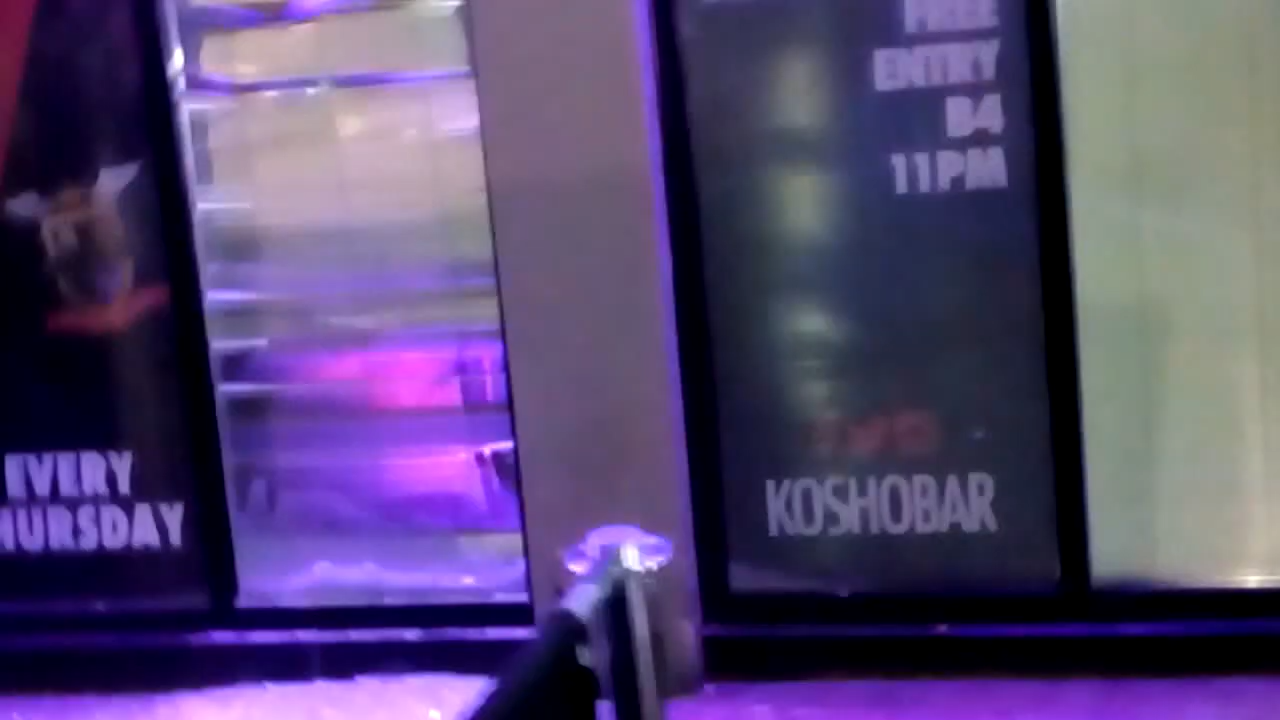 EVERY
HURSDAY
FREE
ENTRY
B4
11PM
KOSHOBAR